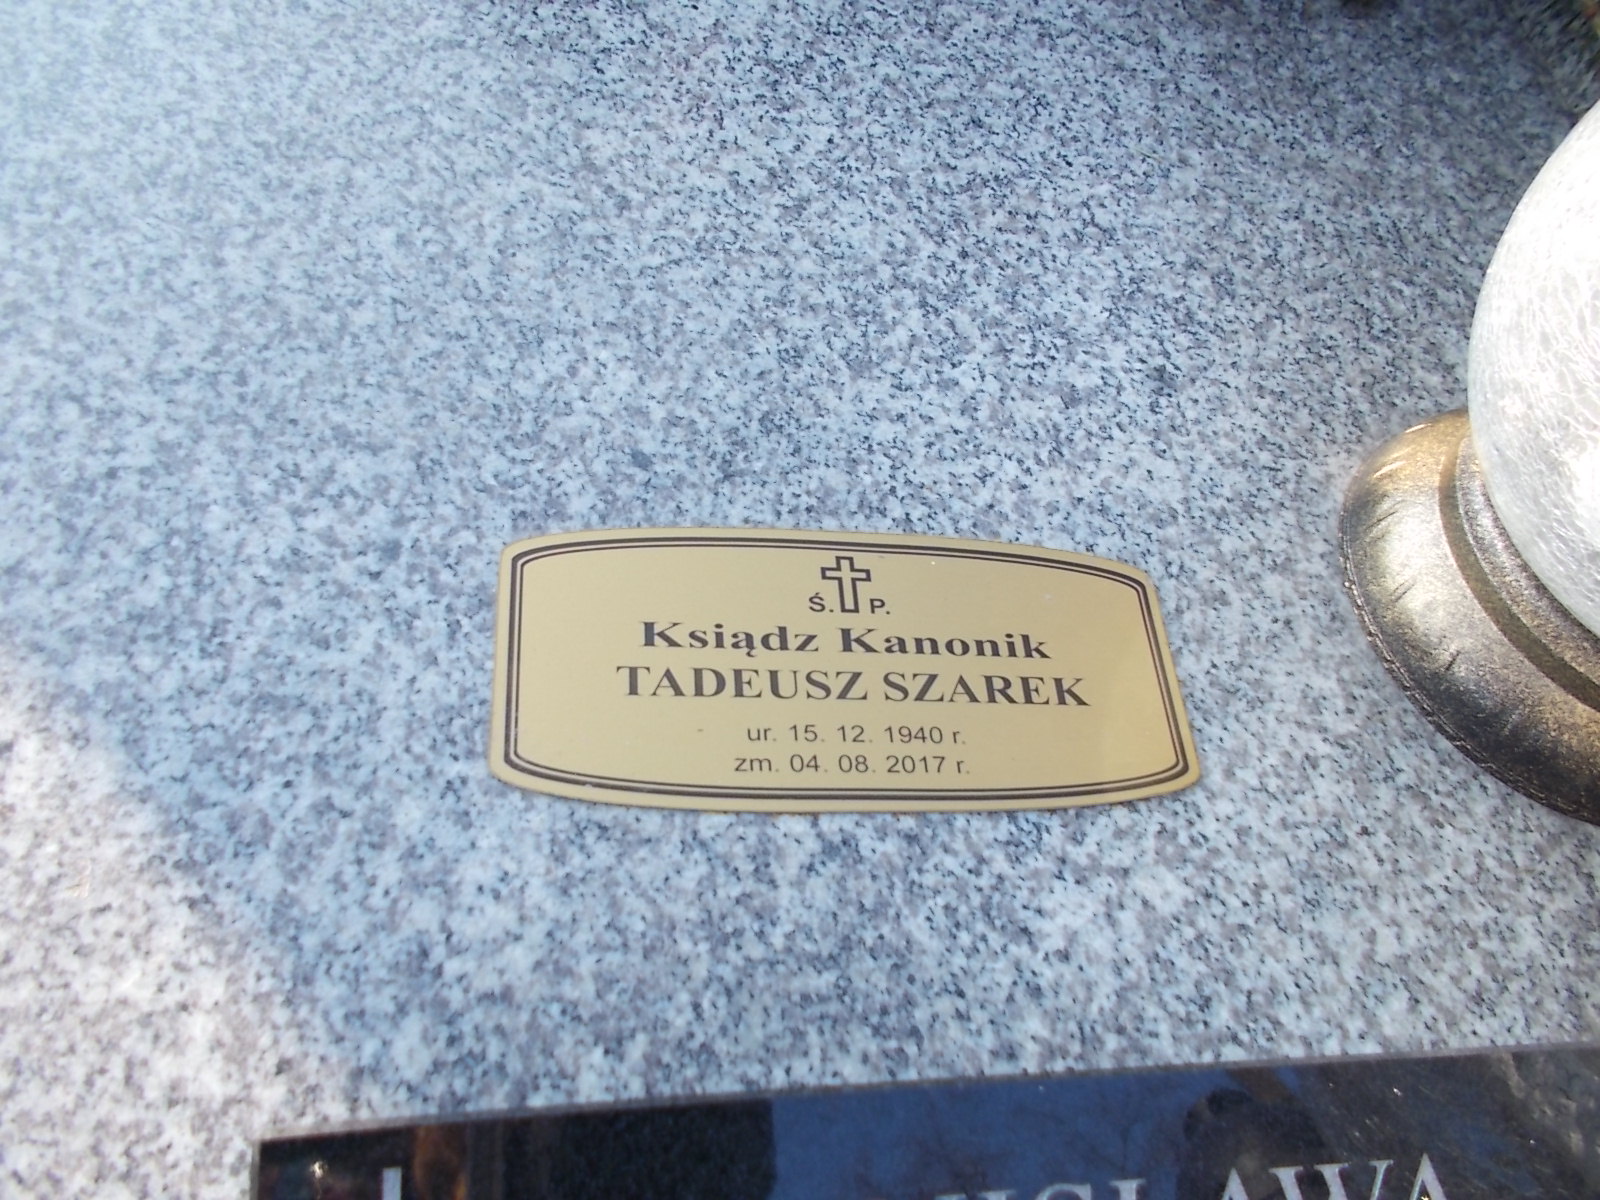 Ś. P.
Ksiądz Kanonik
TADEUSZ SZAREK
ur. 15. 12. 1940 r.
zm. 04. 08. 2017 r.